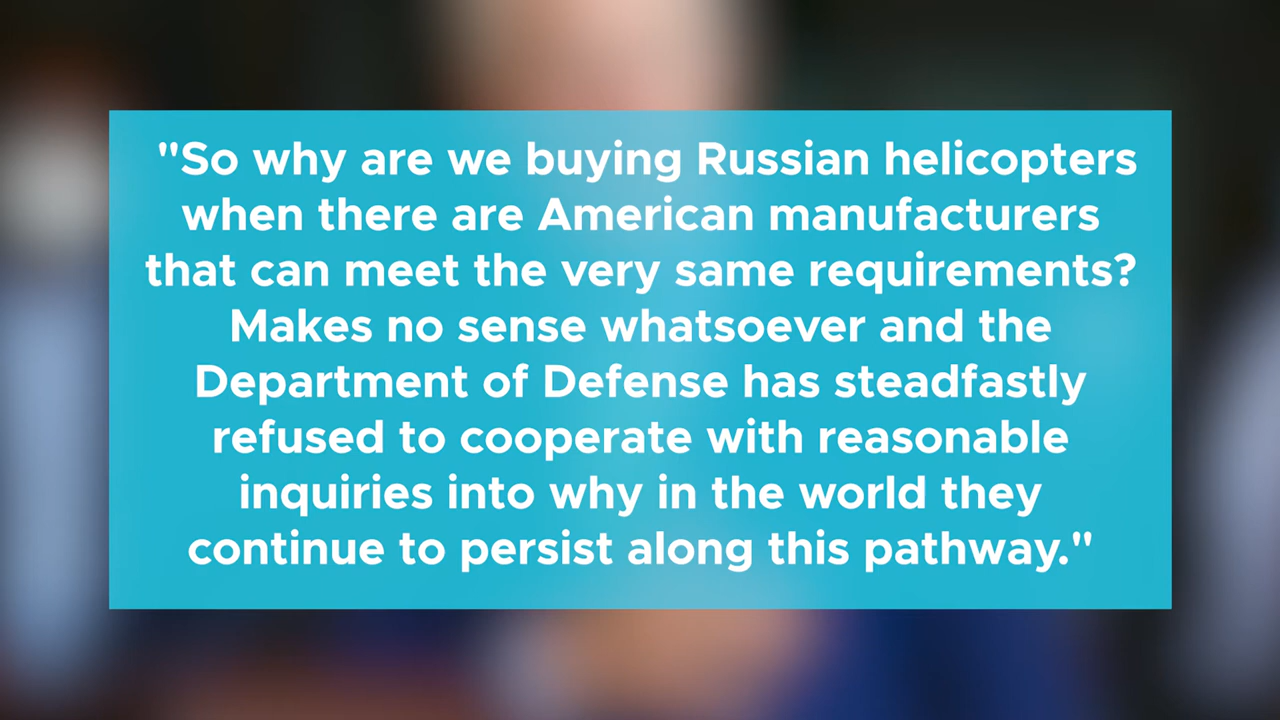 "So why are we buying Russian helicopters
when there are American manufacturers
that can meet the very same requirements?
Makes no sense whatsoever and the
Department of Defense has steadfastly
refused to cooperate with reasonable
inquiries into why in the world they
continue to persist along this pathway."